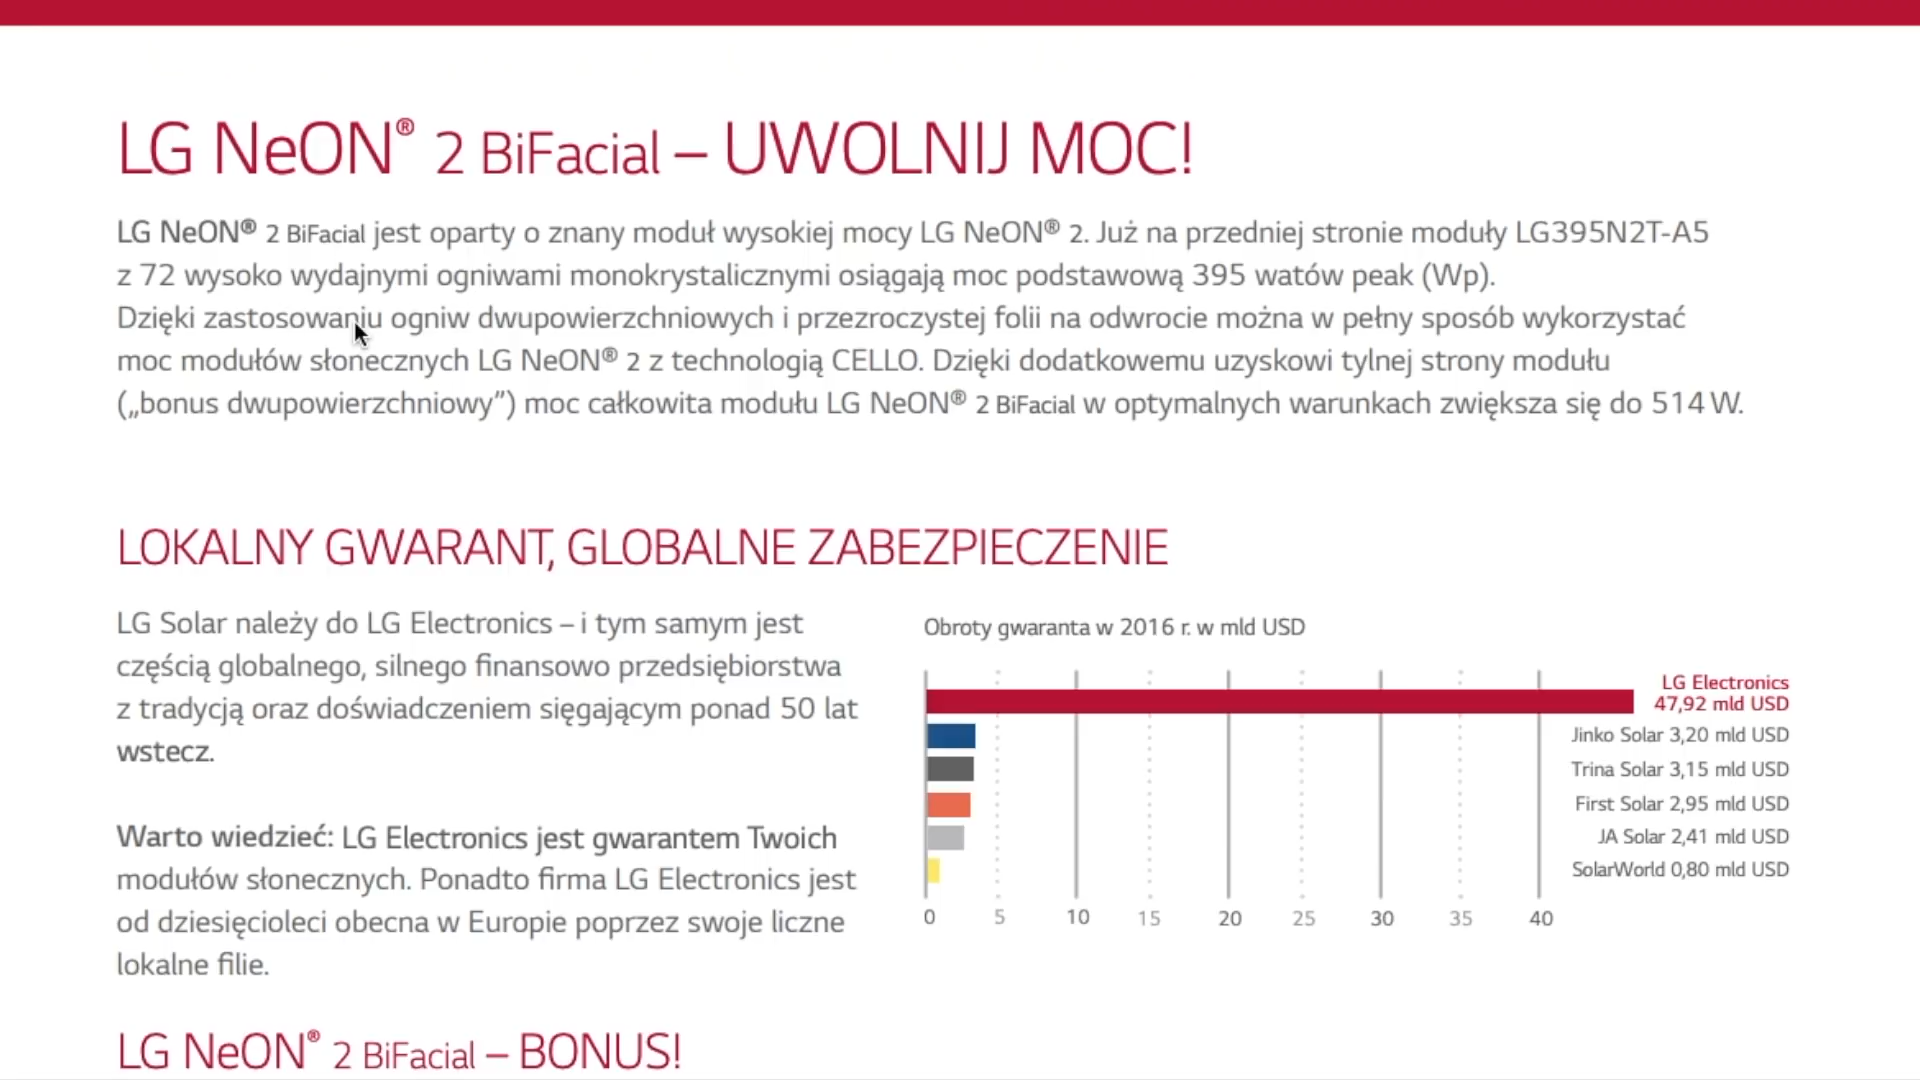 LG NeON® 2 BiFacial – UWOLNIJ MOC!
LG NeON® 2 BiFacial jest oparty o znany moduł wysokiej mocy LG NeON® 2. Już na przedniej stronie moduły LG395N2T-A5
z 72 wysoko wydajnymi ogniwami monokrystalicznymi osiągają moc podstawową 395 watów peak (Wp).
Dzięki zastosowaniu ogniw dwupowierzchniowych i przezroczystej folii na odwrocie można w pełny sposób wykorzystać
moc modułów słonecznych LG NeON® 2 z technologią CELLO. Dzięki dodatkowemu uzyskowi tylnej strony modułu
(„bonus dwupowierzchniowy”) moc całkowita modułu LG NeON® 2 BiFacial w optymalnych warunkach zwiększa się do 514 W.
LOKALNY GWARANT, GLOBALNE ZABEZPIECZENIE
LG Solar należy do LG Electronics – i tym samym jest
częścią globalnego, silnego finansowo przedsiębiorstwa
z tradycją oraz doświadczeniem sięgającym ponad 50 lat
wstecz.
Warto wiedzieć: LG Electronics jest gwarantem Twoich
modułów słonecznych. Ponadto firma LG Electronics jest
od dziesięcioleci obecna w Europie poprzez swoje liczne
lokalne filie.
Obroty gwaranta w 2016 r. w mld USD
LG Electronics
47,92 mld USD
Jinko Solar 3,20 mld USD
Trina Solar 3,15 mld USD
First Solar 2,95 mld USD
JA Solar 2,41 mld USD
SolarWorld 0,80 mld USD
0 5 10 15 20 25 30 35 40
LG NeON® 2 BiFacial – BONUS!